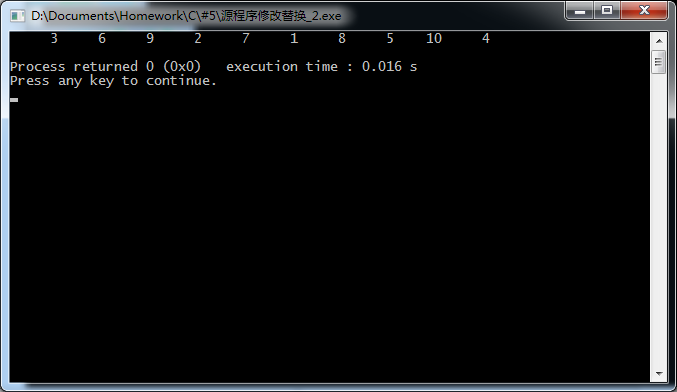 D:\Documents\Homework\C\#5\源程序修改替换_2.exe
     3     6     9     2     7     1     8     5    10     4
Process returned 0 (0x0)   execution time : 0.016 s
Press any key to continue.